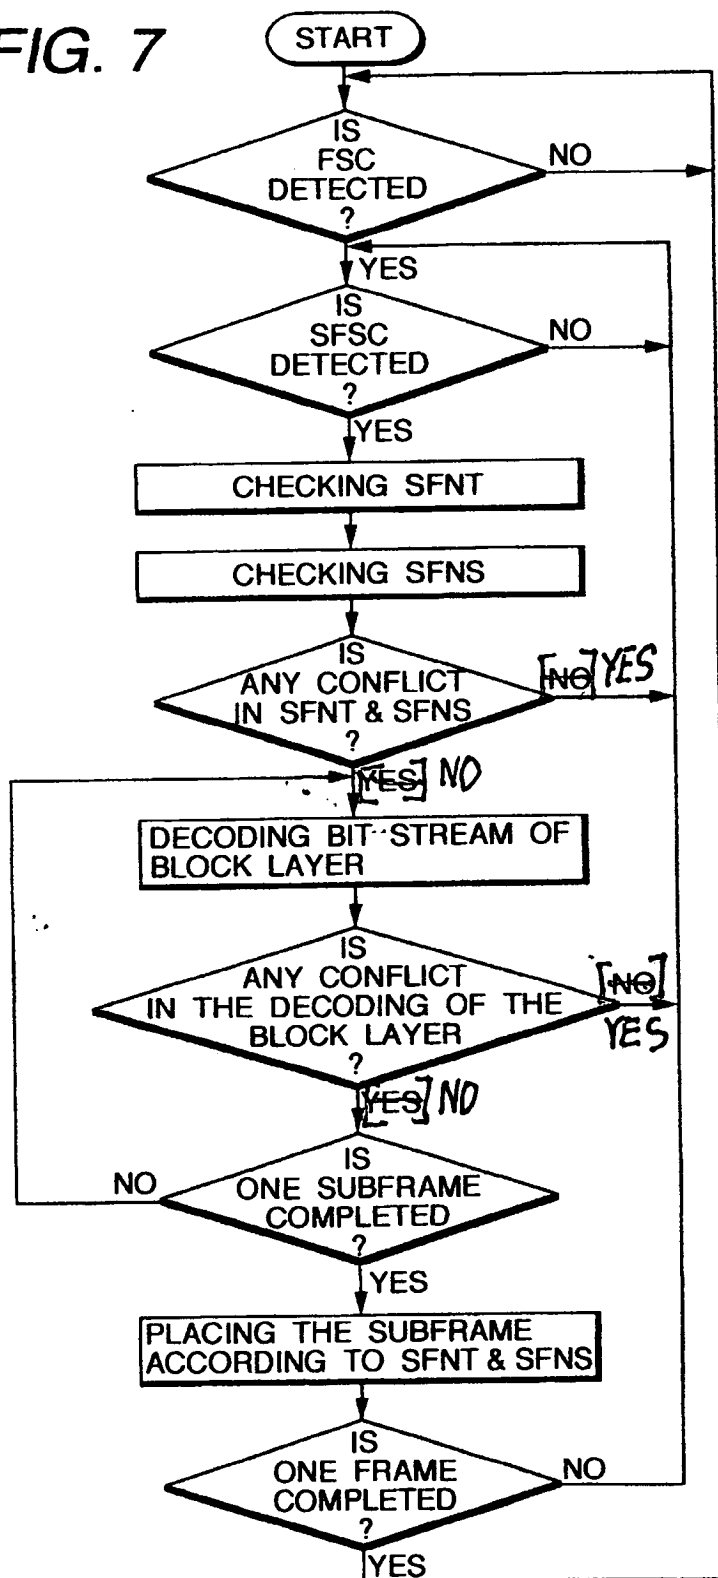 FIG. 7
START
IS
FSC
DETECTED
?
NO
YES
IS
SFSC
DETECTED
?
NO
YES
CHECKING SFNT
CHECKING SFNS
IS
ANY CONFLICT
IN SFNT & SFNS
?
[NO] YES
[YES] NO
DECODING BIT STREAM OF
BLOCK LAYER
IS
ANY CONFLICT
IN THE DECODING OF THE
BLOCK LAYER
?
[NO]
YES
[YES] NO
IS
ONE SUBFRAME
COMPLETED
?
NO
YES
PLACING THE SUBFRAME
ACCORDING TO SFNT & SFNS
IS
ONE FRAME
COMPLETED
?
NO
YES